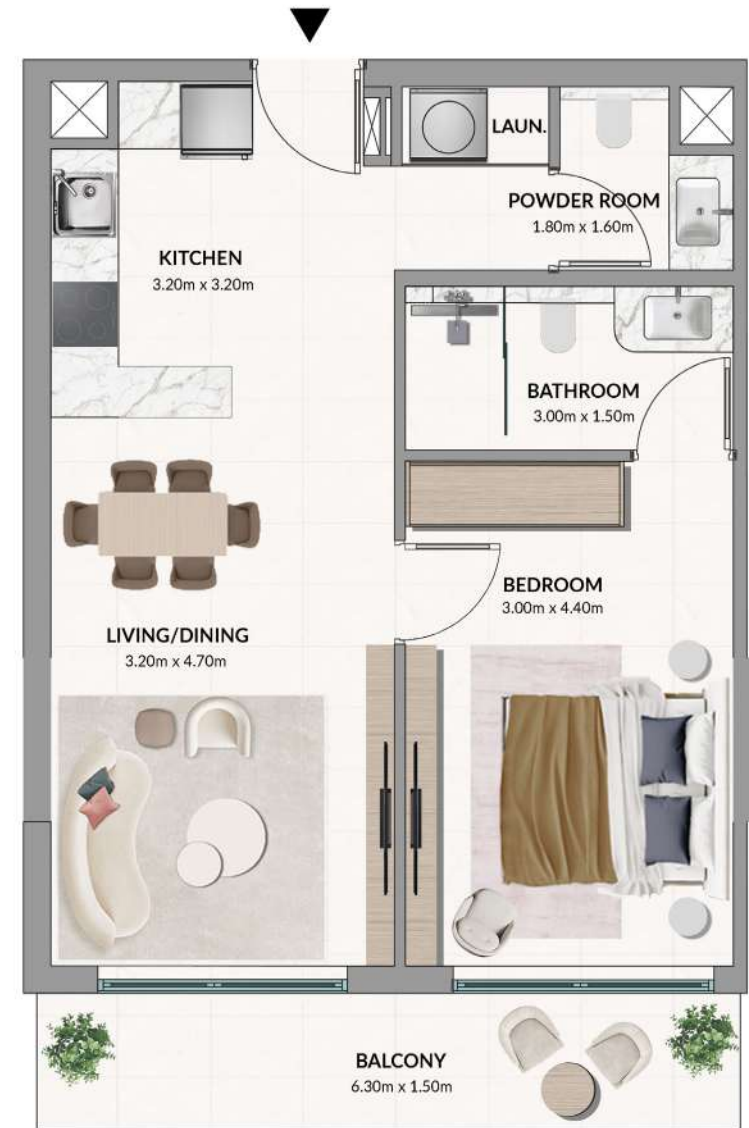 LAUN.
POWDER ROOM
1.80m x 1.60m
KITCHEN
3.20m x 3.20m
BATHROOM
3.00m x 1.50m
BEDROOM
3.00m x 4.40m
LIVING/DINING
3.20m x 4.70m
BALCONY
6.30m x 1.50m